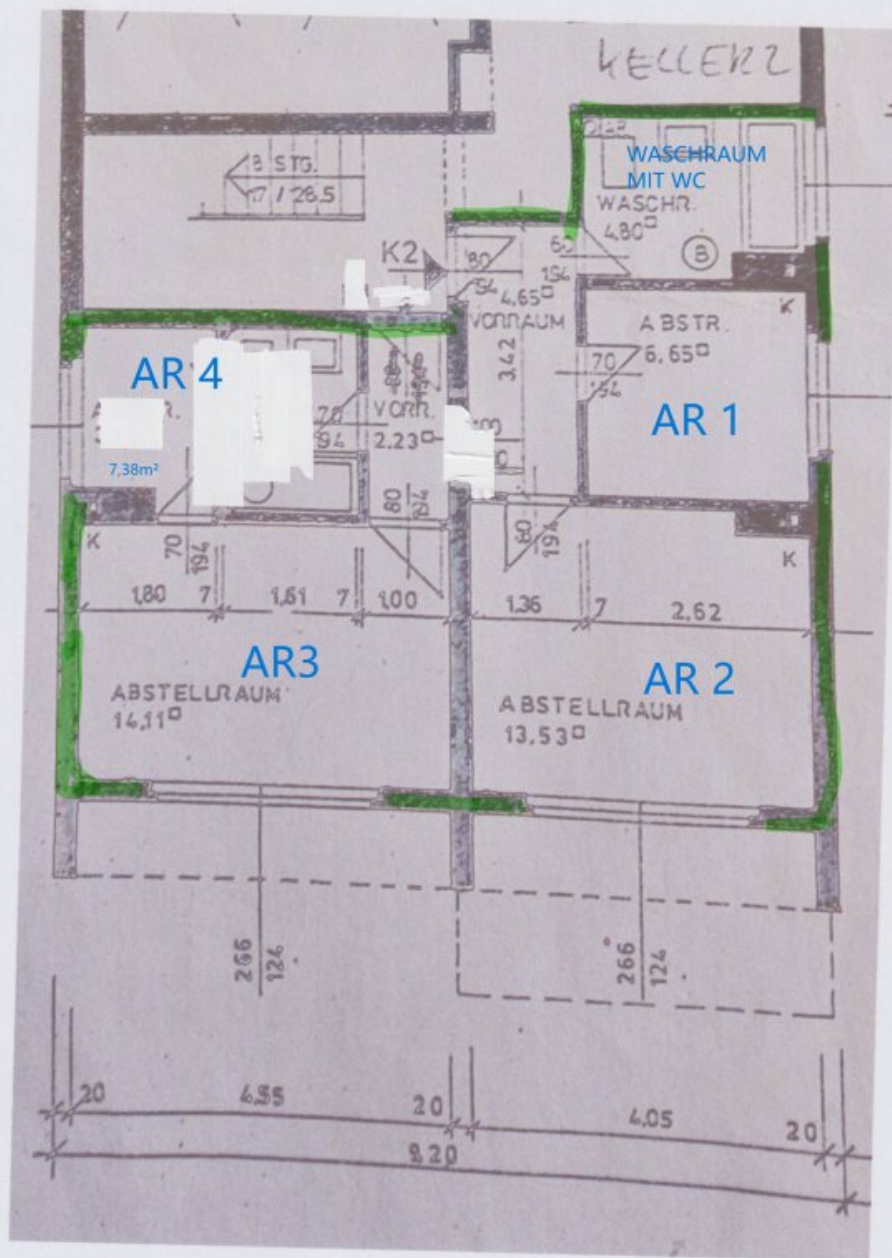 KELLER 2
8 STG.
17 / 28.5
WASCHRAUM
MIT WC
WASCHR.
4,80
B
K2
80
194
60
194
4,65
VORRAUM
3.42
K
ABSTR.
6,65
70
194
AR 1
AR 4
7,38m²
70
94
VORR.
2.23
80
194
K
70
194
60
194
K
1,80
7
1,61
7
1,00
1,36
7
2,62
AR3
ABSTELLRAUM
14,11
AR 2
ABSTELLRAUM
13,53
266
124
266
124
20
4,55
20
4,05
20
9,20